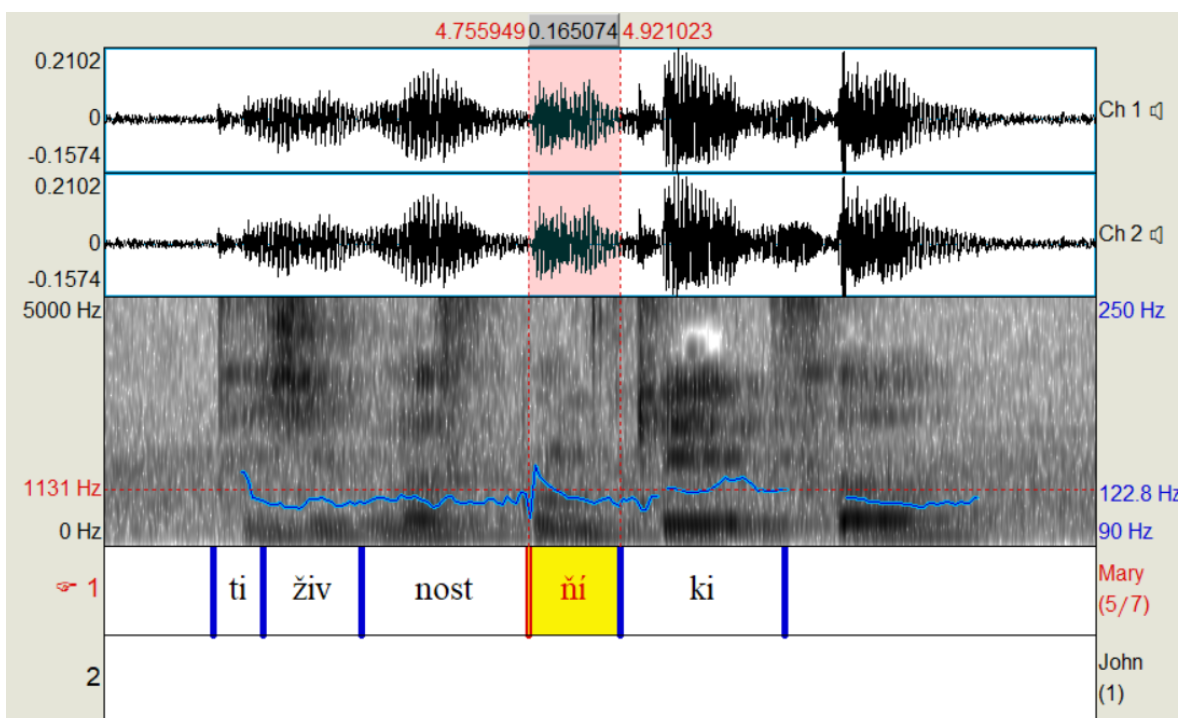 4.755949 0.165074 4.921023
0.2102
0
-0.1574
Ch 1
0.2102
0
-0.1574
Ch 2
5000 Hz 250 Hz
1131 Hz 122.8 Hz
0 Hz 90 Hz
☞ 1 ti živ nost ňí ki Mary
(5/7)
2 John
(1)